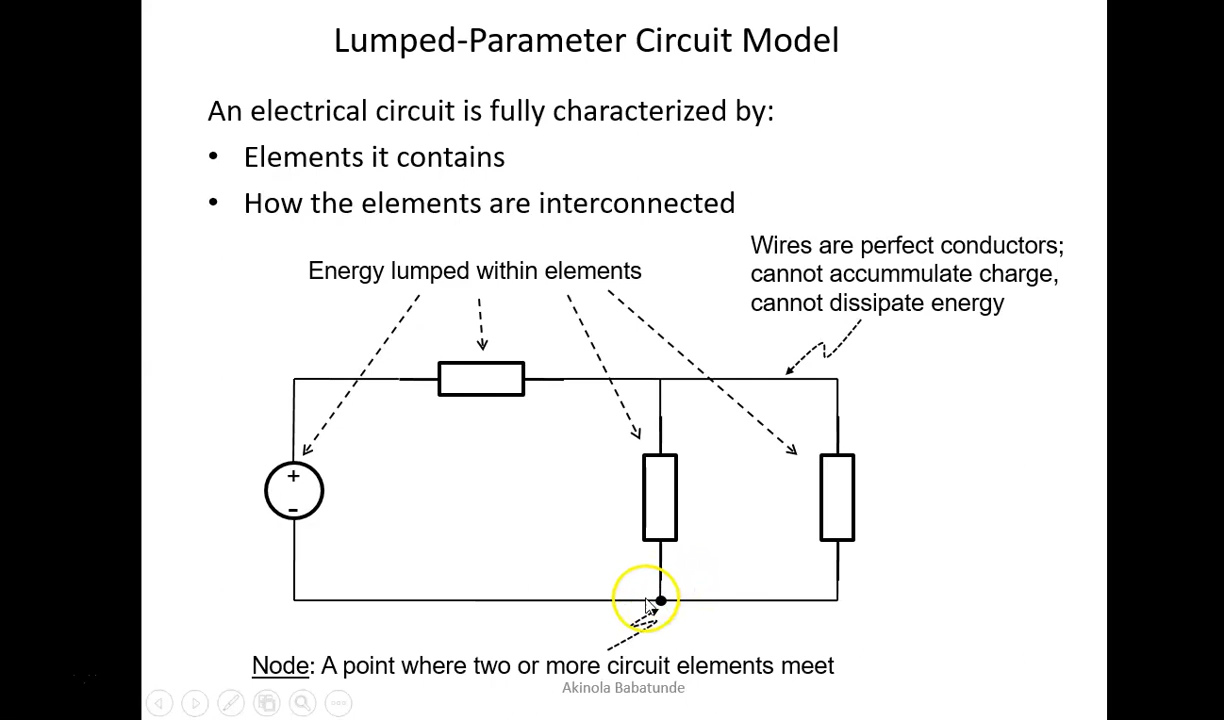 Lumped-Parameter Circuit Model
An electrical circuit is fully characterized by:
• Elements it contains
• How the elements are interconnected
Wires are perfect conductors;
cannot accummulate charge,
cannot dissipate energy
Energy lumped within elements
+
-
Node: A point where two or more circuit elements meet
Akinola Babatunde